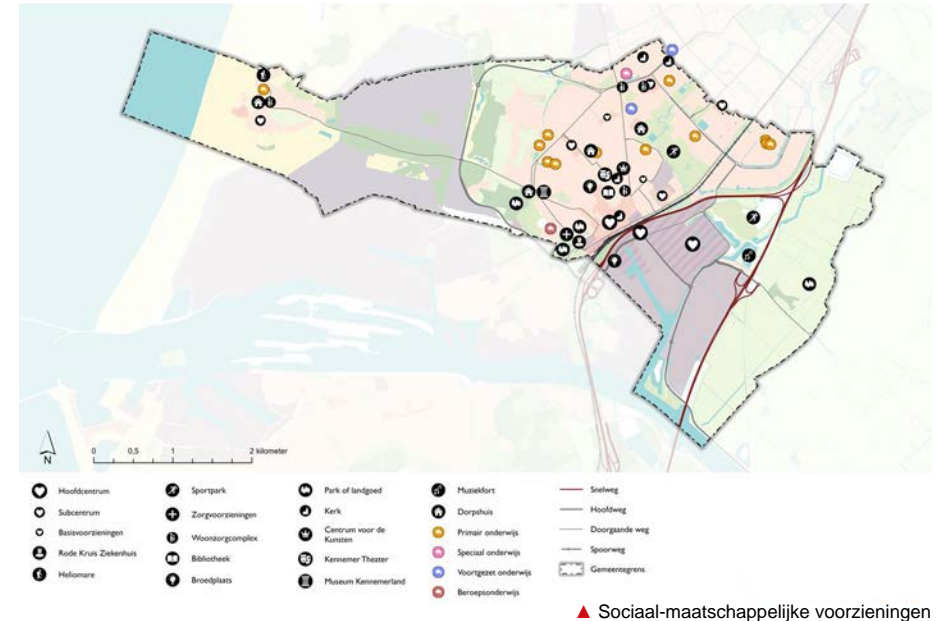 N
0 0,5 1 2 kilometer
Hoofdcentrum
Subcentrum
Basisvoorzieningen
Rode Kruis Ziekenhuis
Heliomare
Sportpark
Zorgvoorzieningen
Woonzorgcomplex
Bibliotheek
Broedplaats
Park of landgoed
Kerk
Centrum voor de
Kunsten
Kennemer Theater
Museum Kennemerland
Muziekfort
Dorpshuis
Primair onderwijs
Speciaal onderwijs
Voortgezet onderwijs
Beroepsonderwijs
Snelweg
Hoofdweg
Doorgaande weg
Spoorweg
Gemeentegrens
▲ Sociaal-maatschappelijke voorzieningen